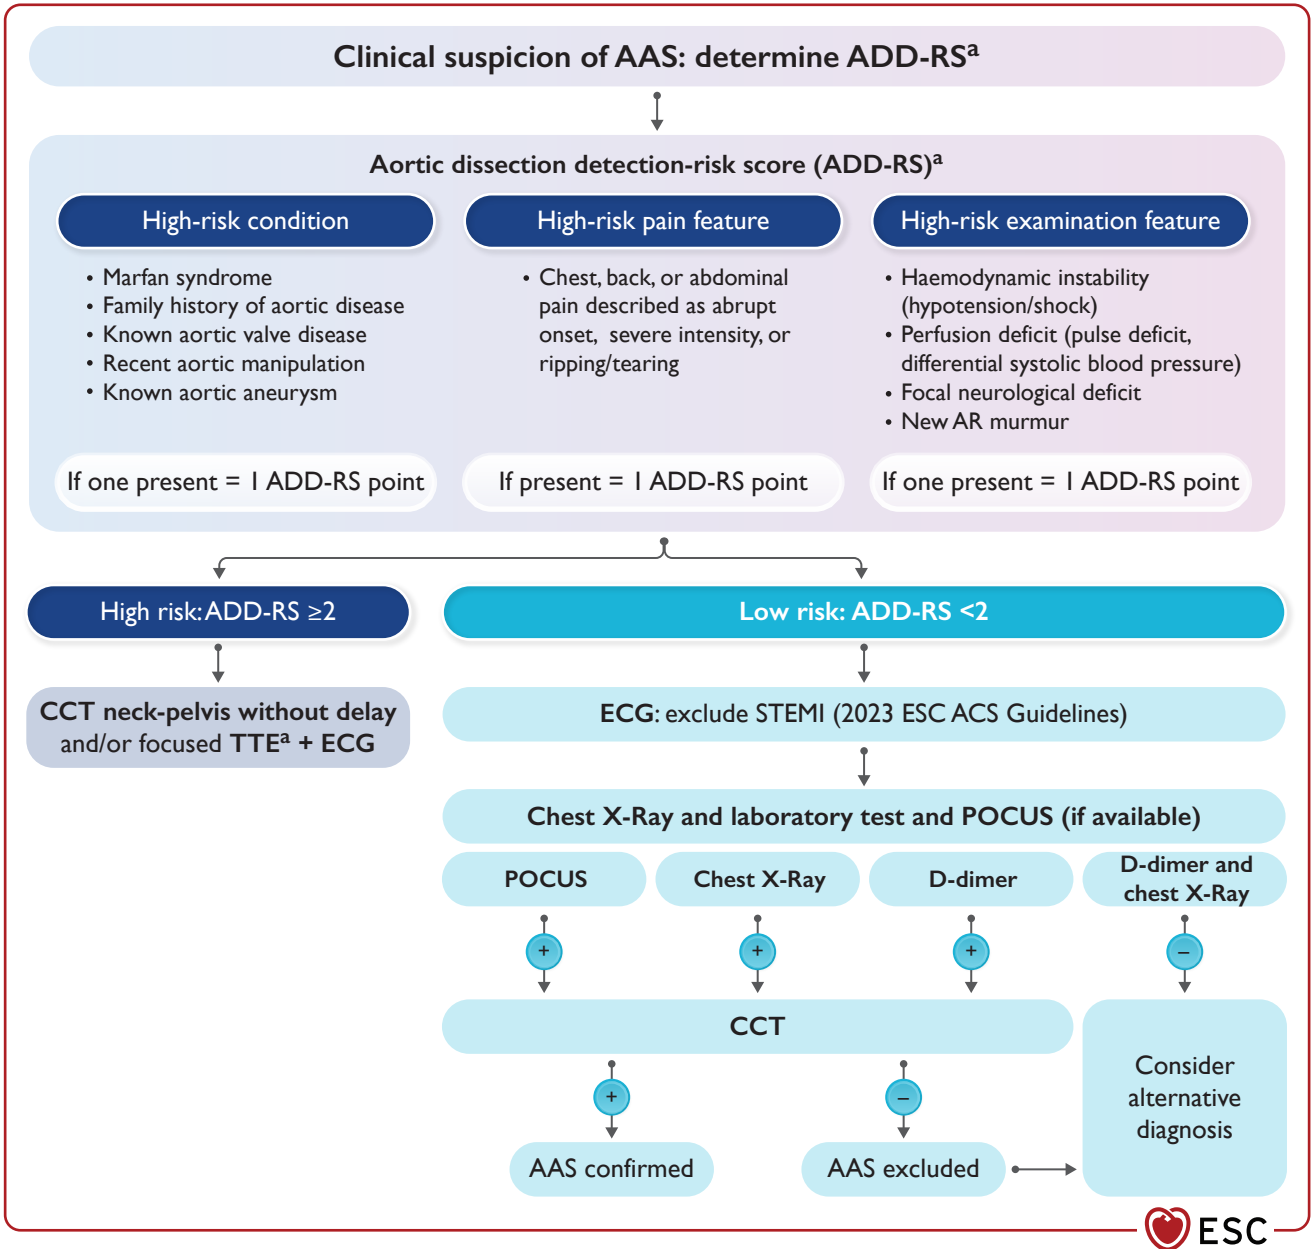 Clinical suspicion of AAS: determine ADD-RSᵃ
Aortic dissection detection-risk score (ADD-RS)ᵃ
High-risk condition
• Marfan syndrome
• Family history of aortic disease
• Known aortic valve disease
• Recent aortic manipulation
• Known aortic aneurysm
If one present = 1 ADD-RS point
High-risk pain feature
• Chest, back, or abdominal
pain described as abrupt
onset, severe intensity, or
ripping/tearing
If present = 1 ADD-RS point
High-risk examination feature
• Haemodynamic instability
(hypotension/shock)
• Perfusion deficit (pulse deficit,
differential systolic blood pressure)
• Focal neurological deficit
• New AR murmur
If one present = 1 ADD-RS point
High risk: ADD-RS ≥2
CCT neck-pelvis without delay
and/or focused TTEᵃ + ECG
Low risk: ADD-RS <2
ECG: exclude STEMI (2023 ESC ACS Guidelines)
Chest X-Ray and laboratory test and POCUS (if available)
POCUS
Chest X-Ray
D-dimer
D-dimer and
chest X-Ray
+
+
+
–
CCT
+
–
AAS confirmed
AAS excluded
Consider
alternative
diagnosis
ESC